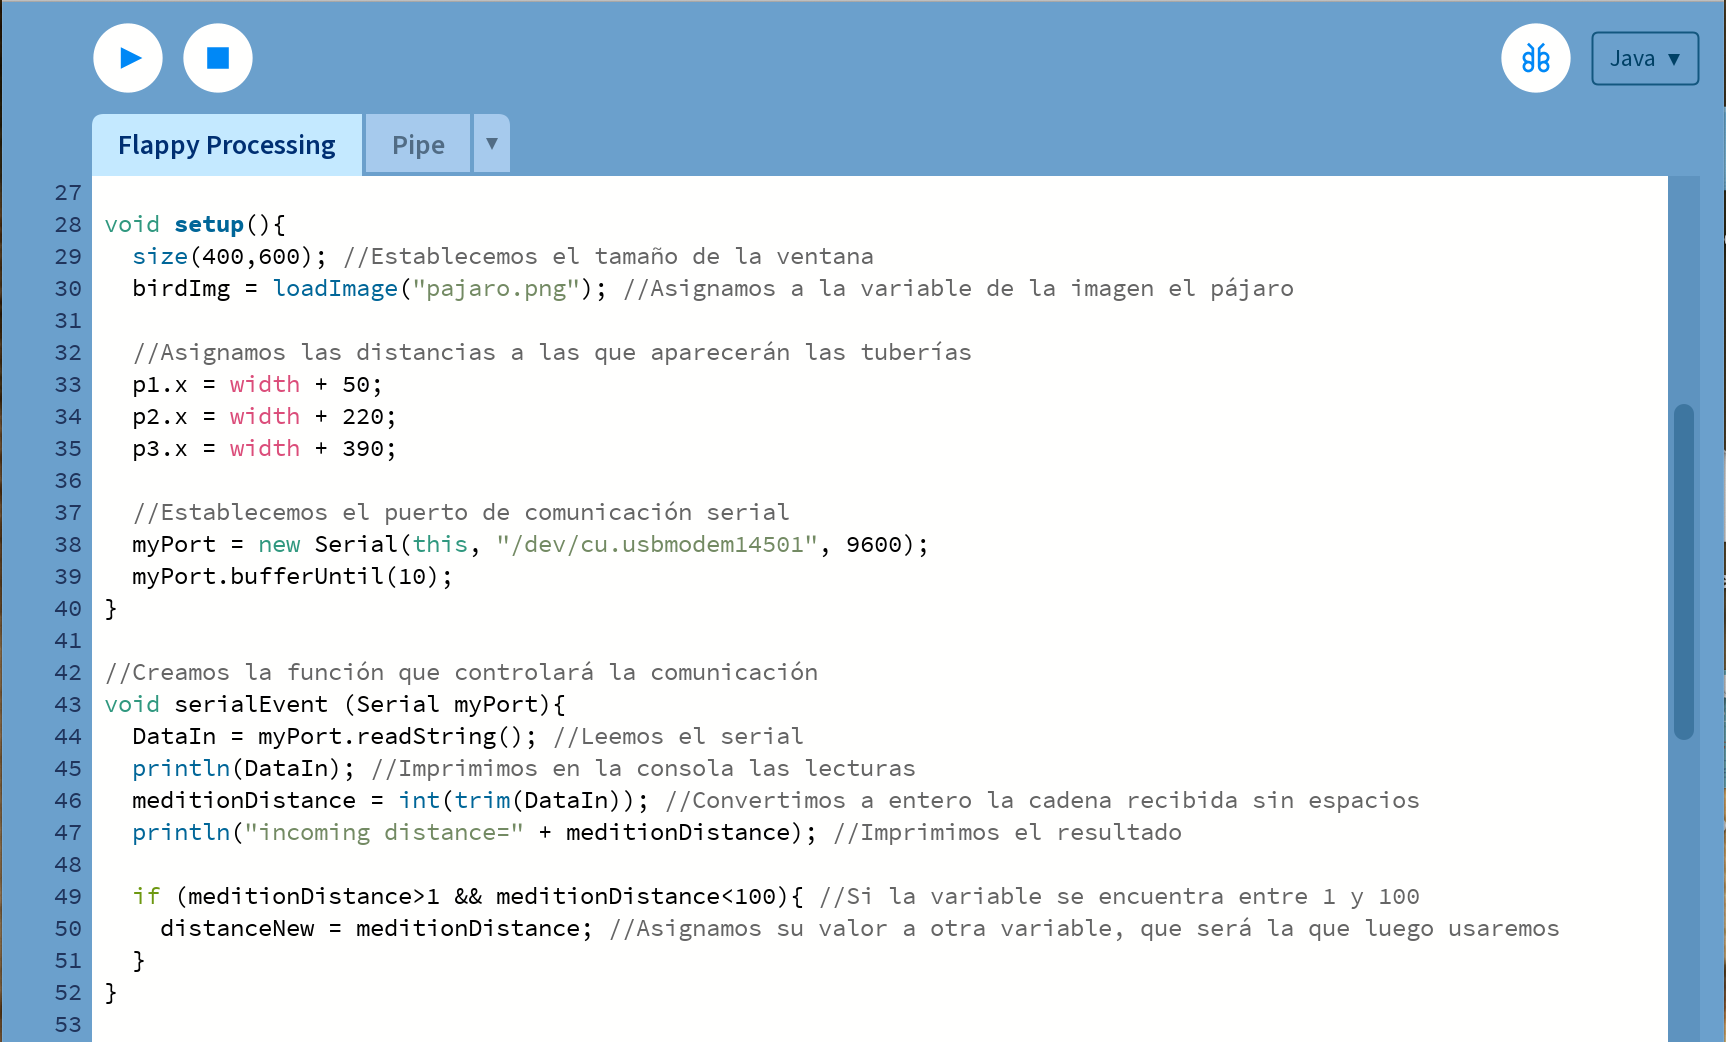 Java ▼
Flappy Processing Pipe ▼
27
28 void setup(){
29   size(400,600); //Establecemos el tamaño de la ventana
30   birdImg = loadImage("pajaro.png"); //Asignamos a la variable de la imagen el pájaro
31
32   //Asignamos las distancias a las que aparecerán las tuberías
33   p1.x = width + 50;
34   p2.x = width + 220;
35   p3.x = width + 390;
36
37   //Establecemos el puerto de comunicación serial
38   myPort = new Serial(this, "/dev/cu.usbmodem14501", 9600);
39   myPort.bufferUntil(10);
40 }
41
42 //Creamos la función que controlará la comunicación
43 void serialEvent (Serial myPort){
44   DataIn = myPort.readString(); //Leemos el serial
45   println(DataIn); //Imprimimos en la consola las lecturas
46   meditionDistance = int(trim(DataIn)); //Convertimos a entero la cadena recibida sin espacios
47   println("incoming distance=" + meditionDistance); //Imprimimos el resultado
48
49   if (meditionDistance>1 && meditionDistance<100){ //Si la variable se encuentra entre 1 y 100
50     distanceNew = meditionDistance; //Asignamos su valor a otra variable, que será la que luego usaremos
51   }
52 }
53